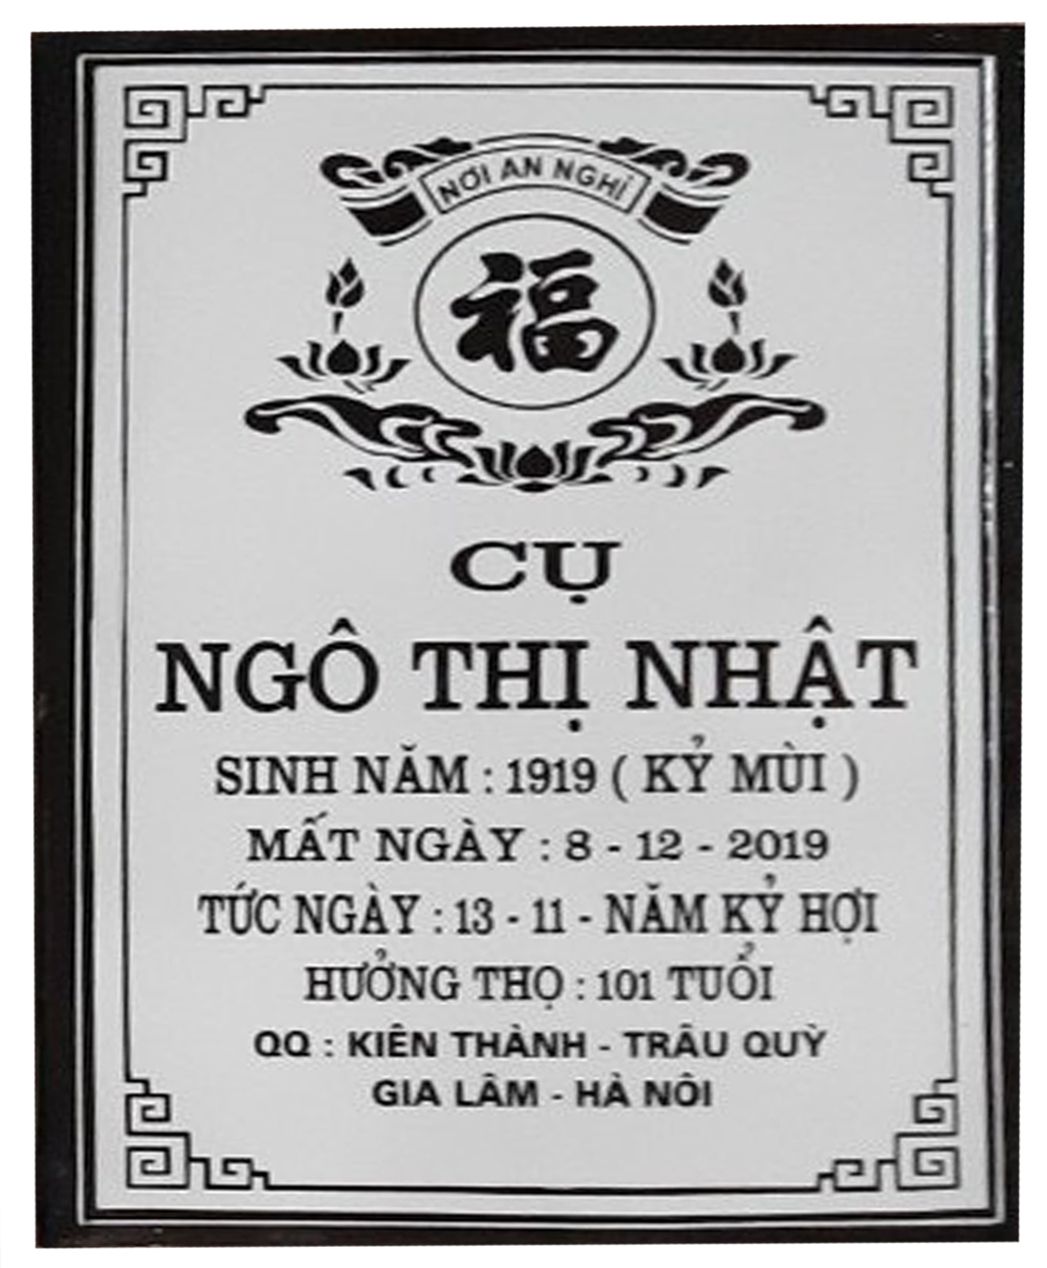 NƠI AN NGHỈ
福
CỤ
NGÔ THỊ NHẬT
SINH NĂM : 1919 ( KỶ MÙI )
MẤT NGÀY : 8 - 12 - 2019
TỨC NGÀY : 13 - 11 - NĂM KỶ HỢI
HƯỞNG THỌ : 101 TUỔI
QQ : KIÊN THÀNH - TRÂU QUỲ
GIA LÂM - HÀ NÔI